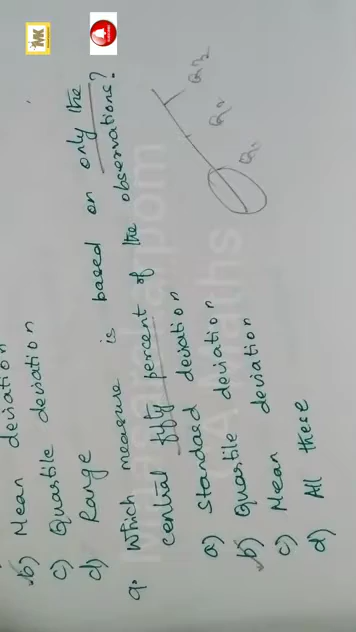 b) Mean deviation
c) Quartile deviation
d) Range
9. Which measure is based on only the
central fifty percent of the observations?
a) Standard deviation
b) Quartile deviation
c) Mean deviation
d) All these
MK